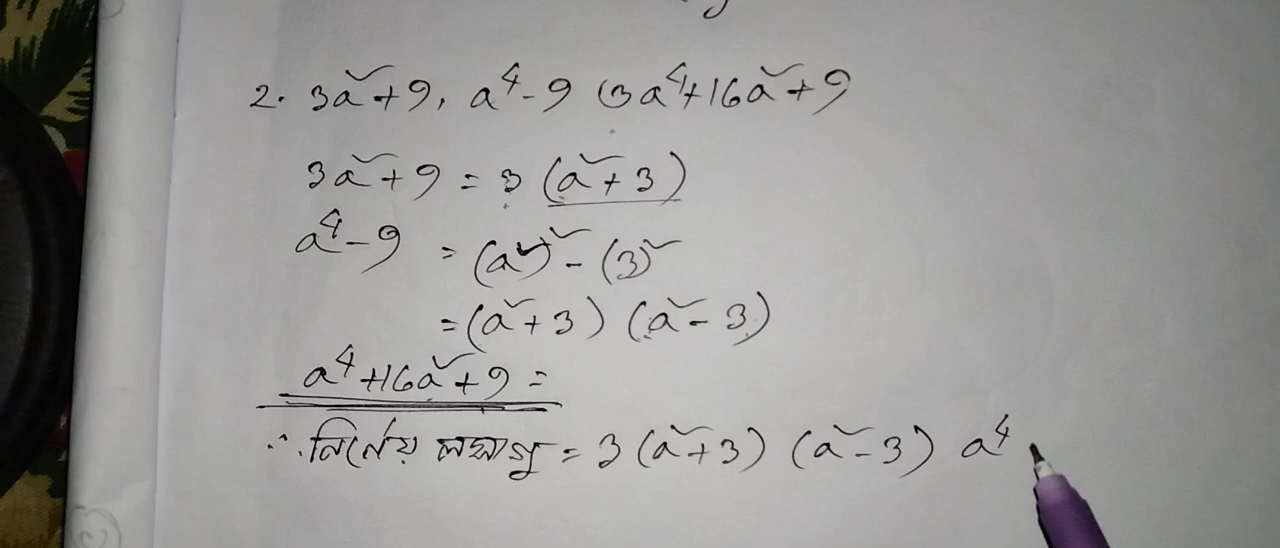 2. 3a²+9, a⁴-9 ও a⁴+16a²+9
3a²+9 = 3 (a²+3)
a⁴-9 = (a²)² - (3)²
= (a²+3) (a²-3)
a⁴+16a²+9 =
∴ নির্ণেয় লসাগু = 3 (a²+3) (a²-3) a⁴